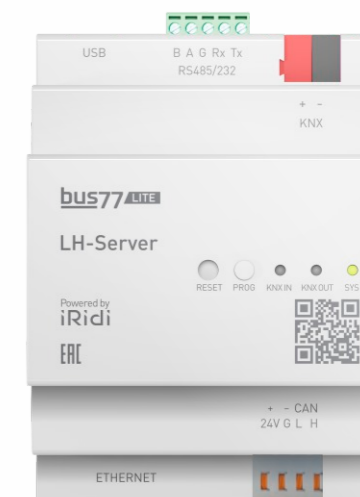 USB
B A G Rx Tx
RS485/232
+ -
KNX
bus77 LITE
LH-Server
RESET PROG KNX IN KNX OUT SYS
Powered by
iRidi
EAC
+ - CAN
24V G L H
ETHERNET